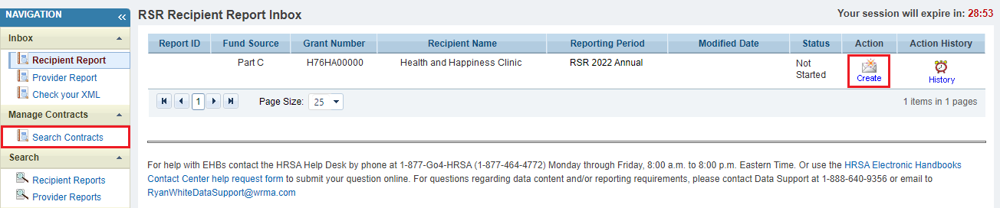 NAVIGATION «
Inbox
Recipient Report
Provider Report
Check your XML
Manage Contracts
Search Contracts
Search
Recipient Reports
Provider Reports
RSR Recipient Report Inbox
Your session will expire in: 28:53
Report ID Fund Source Grant Number Recipient Name Reporting Period Modified Date Status Action Action History
Part C H76HA00000 Health and Happiness Clinic RSR 2022 Annual Not Started Create History
1 Page Size: 25 1 items in 1 pages
For help with EHBs contact the HRSA Help Desk by phone at 1-877-Go4-HRSA (1-877-464-4772) Monday through Friday, 8:00 a.m. to 8:00 p.m. Eastern Time. Or use the HRSA Electronic Handbooks
Contact Center help request form to submit your question online. For questions regarding data content and/or reporting requirements, please contact Data Support at 1-888-640-9356 or email to
RyanWhiteDataSupport@wrma.com